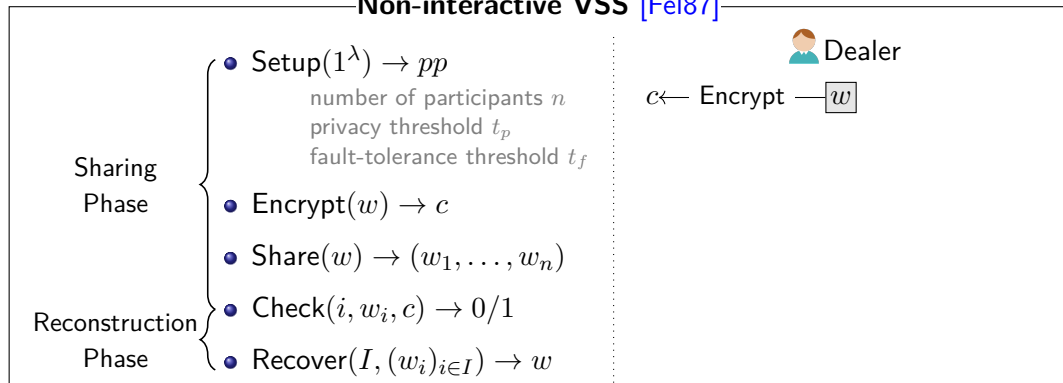 Non-interactive VSS [Fel87]
Sharing
Phase
Reconstruction
Phase
Setup(1^λ) → pp
number of participants n
privacy threshold t_p
fault-tolerance threshold t_f
Encrypt(w) → c
Share(w) → (w_1, . . . , w_n)
Check(i, w_i, c) → 0/1
Recover(I, (w_i)_{i∈I}) → w
Dealer
c← Encrypt — w